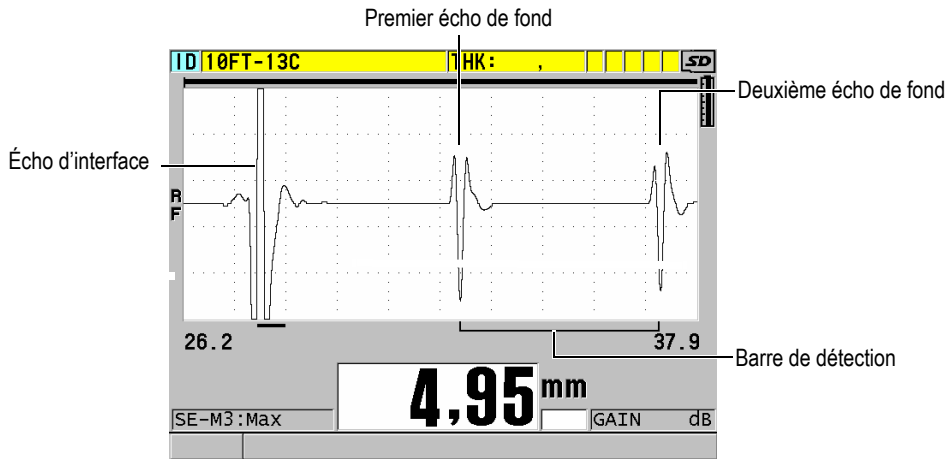 Premier écho de fond
ID 10FT-13C THK: , SD
Deuxième écho de fond
Écho d'interface
RF
26.2 37.9
Barre de détection
4,95 mm
SE-M3:Max GAIN dB